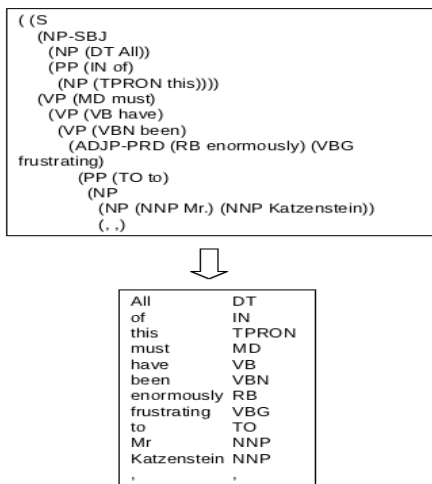 ( (S
(NP-SBJ
(NP (DT All))
(PP (IN of)
(NP (TPRON this))))
(VP (MD must)
(VP (VB have)
(VP (VBN been)
(ADJP-PRD (RB enormously) (VBG
frustrating)
(PP (TO to)
(NP
(NP (NNP Mr.) (NNP Katzenstein))
(, ,)
All DT
of IN
this TPRON
must MD
have VB
been VBN
enormously RB
frustrating VBG
to TO
Mr NNP
Katzenstein NNP
, ,